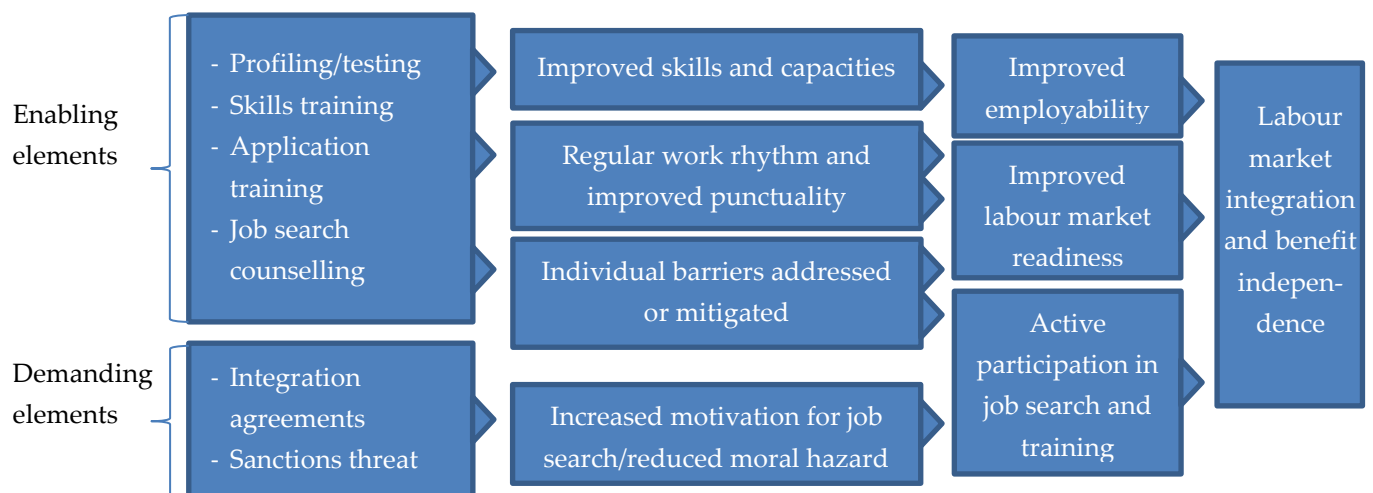 Enabling
elements
- Profiling/testing
- Skills training
- Application
training
- Job search
counselling
Demanding
elements
- Integration
agreements
- Sanctions threat
Improved skills and capacities
Regular work rhythm and
improved punctuality
Individual barriers addressed
or mitigated
Increased motivation for job
search/reduced moral hazard
Improved
employability
Improved
labour market
readiness
Active
participation in
job search and
training
Labour
market
integration
and benefit
indepen-
dence